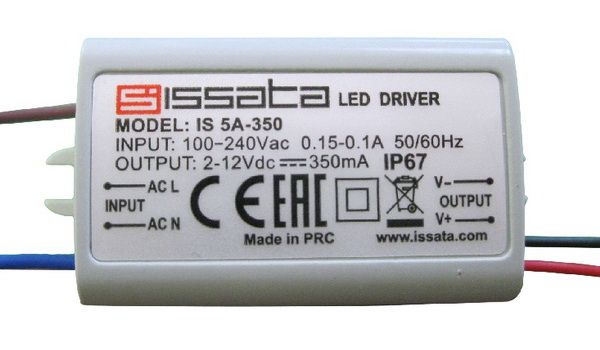 issata LED DRIVER
MODEL: IS 5A-350
INPUT: 100-240Vac 0.15-0.1A 50/60Hz
OUTPUT: 2-12Vdc 350mA IP67
AC L
INPUT
AC N
CE EAC
V-
OUTPUT
V+
Made in PRC
www.issata.com